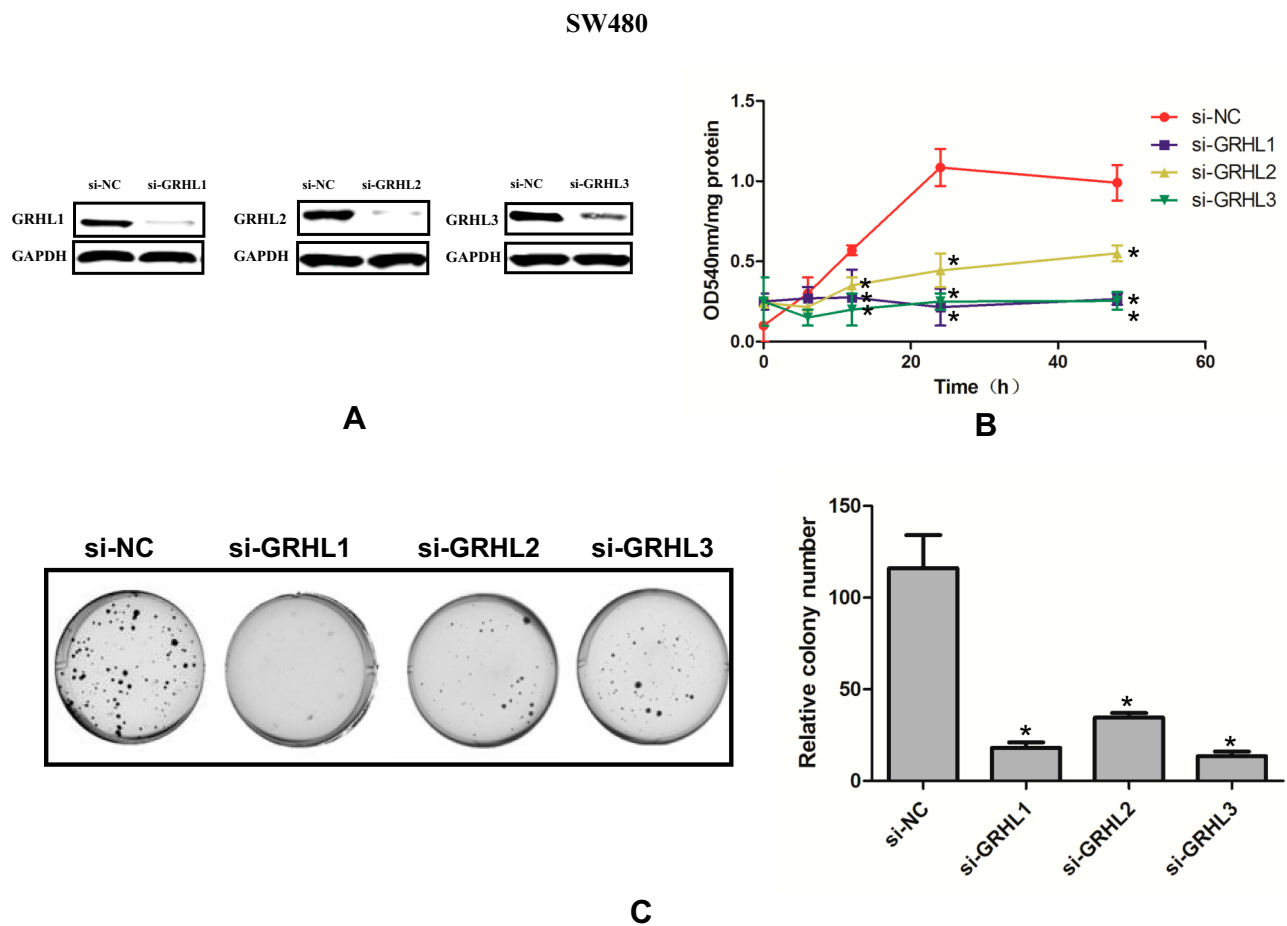 SW480
si-NC si-GRHL1
GRHL1
GAPDH
si-NC si-GRHL2
GRHL2
GAPDH
si-NC si-GRHL3
GRHL3
GAPDH
A
OD540nm/mg protein
1.5
1.0
0.5
0.0
0 20 40 60
Time（h）
si-NC
si-GRHL1
si-GRHL2
si-GRHL3
* * * * * * * * *
B
si-NC si-GRHL1 si-GRHL2 si-GRHL3
Relative colony number
150
100
50
0
* * *
si-NC si-GRHL1 si-GRHL2 si-GRHL3
C